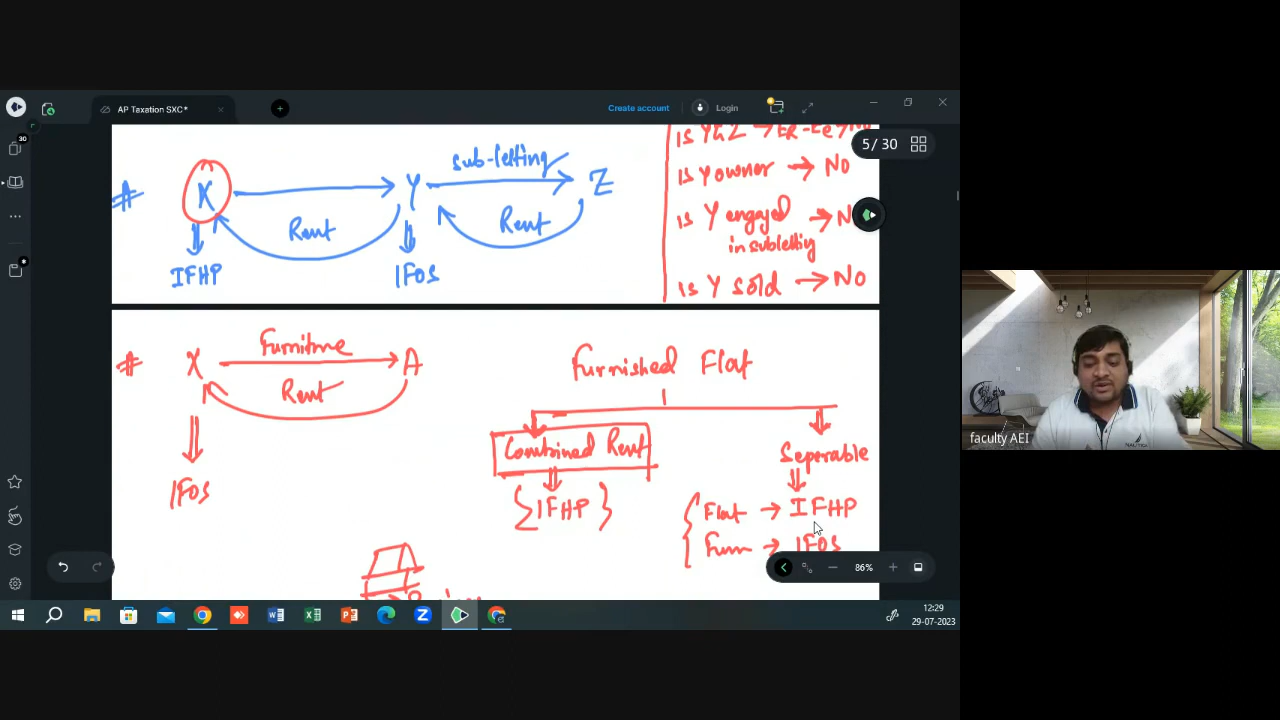 AP Taxation SXC*
Create account
Login
30
5 / 30
# X Y sub-letting Z
Rent Rent
IFHP IFOS
is Y owner → No
is Y engaged →
in subletting
is Y sold → No
# X Furniture A
Rent
IFOS
Furnished Flat
Combined Rent Seperable
{IFHP} Flat → IFHP
Furn → IFOS
86%
faculty AEI
12:29
29-07-2023